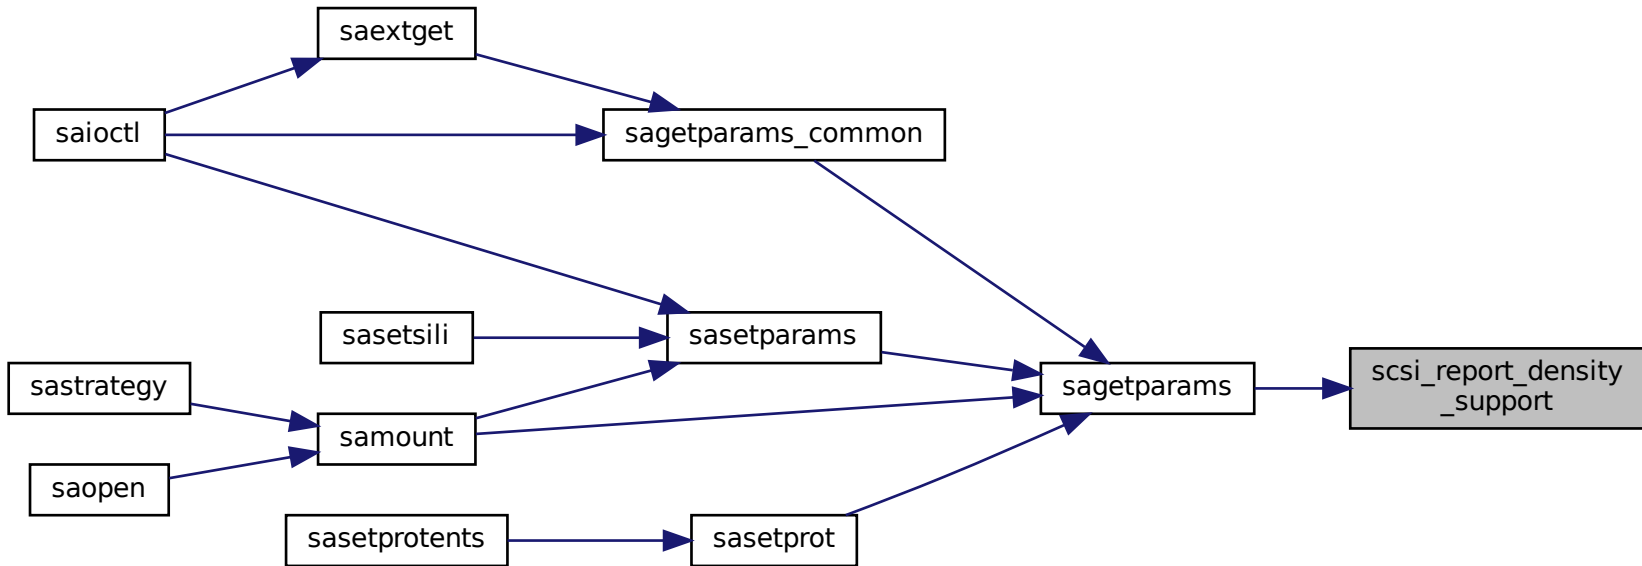 saextget
saioctl
sagetparams_common
sasetsili
sasetparams
sastrategy
sagetparams
scsi_report_density
_support
samount
saopen
sasetprotents
sasetprot